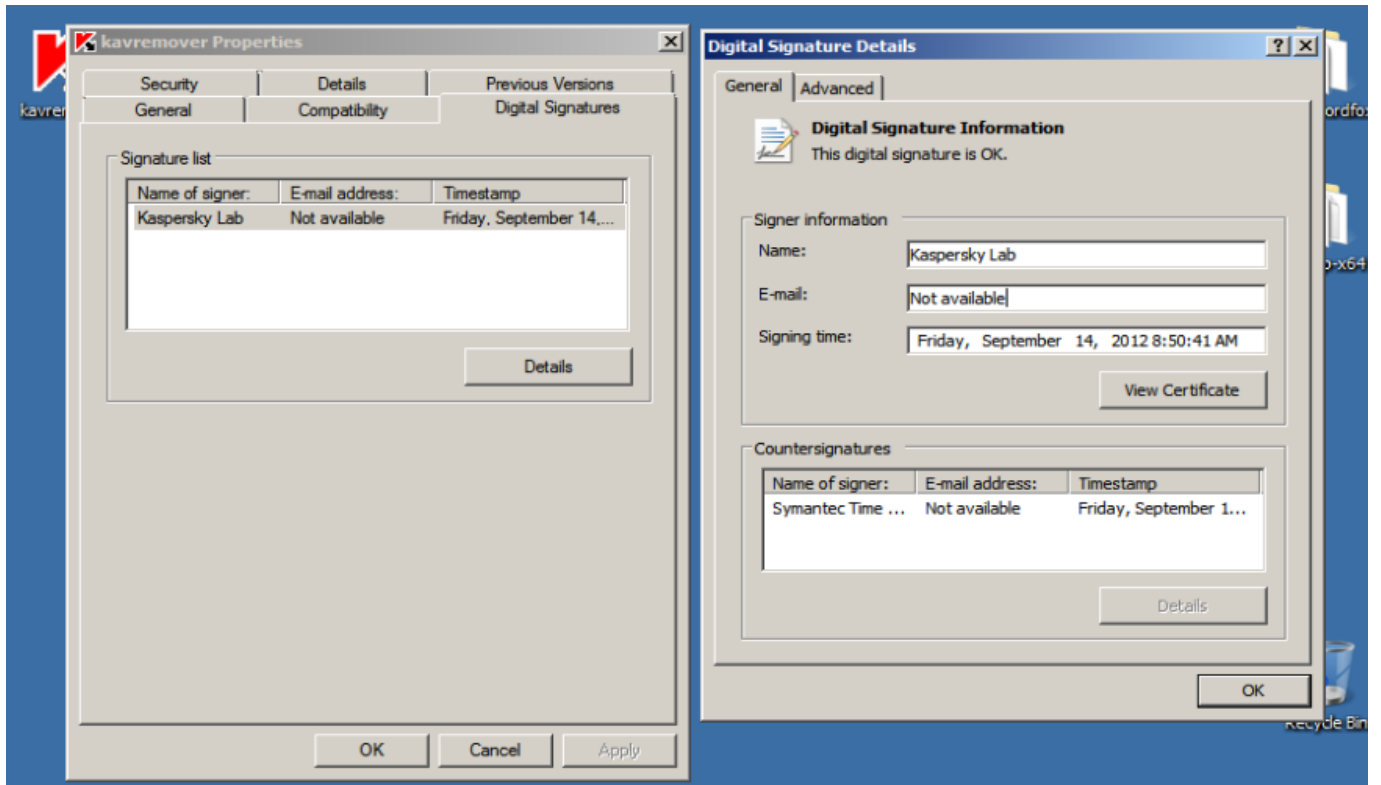 kavremover Properties
Security Details Previous Versions
General Compatibility Digital Signatures
Signature list
Name of signer: E-mail address: Timestamp
Kaspersky Lab Not available Friday, September 14,...
Details
OK Cancel Apply
Digital Signature Details
General Advanced
Digital Signature Information
This digital signature is OK.
Signer information
Name: Kaspersky Lab
E-mail: Not available
Signing time: Friday, September 14, 2012 8:50:41 AM
View Certificate
Countersignatures
Name of signer: E-mail address: Timestamp
Symantec Time ... Not available Friday, September 1...
Details
OK
kavrer
ordfo
-x64
Recycle Bin